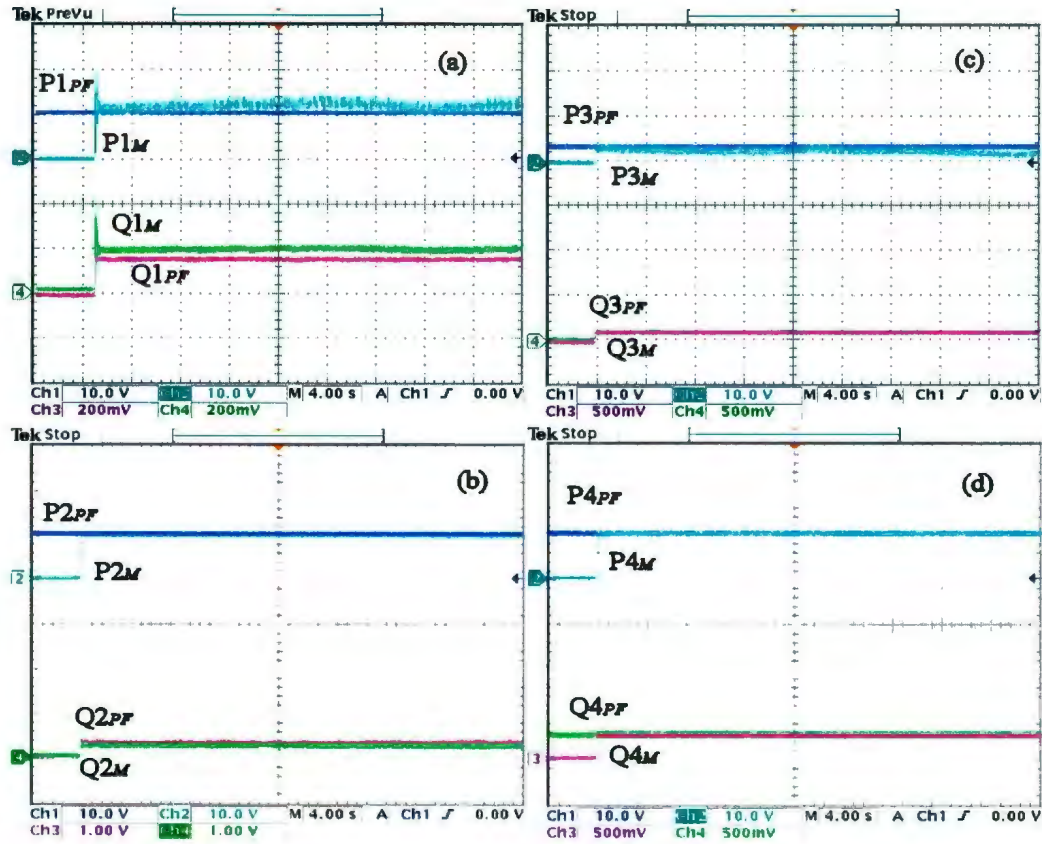 Tek PreVu
(a)
P1PF
P1M
Q1M
Q1PF
4
Ch1 10.0 V 10.0 V M 4.00 s A Ch1 ∫ 0.00 V
Ch3 200mV Ch4 200mV
Tek Stop
(c)
P3PF
P3M
Q3PF
Q3M
4
Ch1 10.0 V 10.0 V M 4.00 s A Ch1 ∫ 0.00 V
Ch3 500mV Ch4 500mV
Tek Stop
(b)
P2PF
2
P2M
Q2PF
Q2M
4
Ch1 10.0 V Ch2 10.0 V M 4.00 s A Ch1 ∫ 0.00 V
Ch3 1.00 V 1.00 V
Tek Stop
(d)
P4PF
P4M
Q4PF
Q4M
3
Ch1 10.0 V 10.0 V M 4.00 s A Ch1 ∫ 0.00 V
Ch3 500mV Ch4 500mV